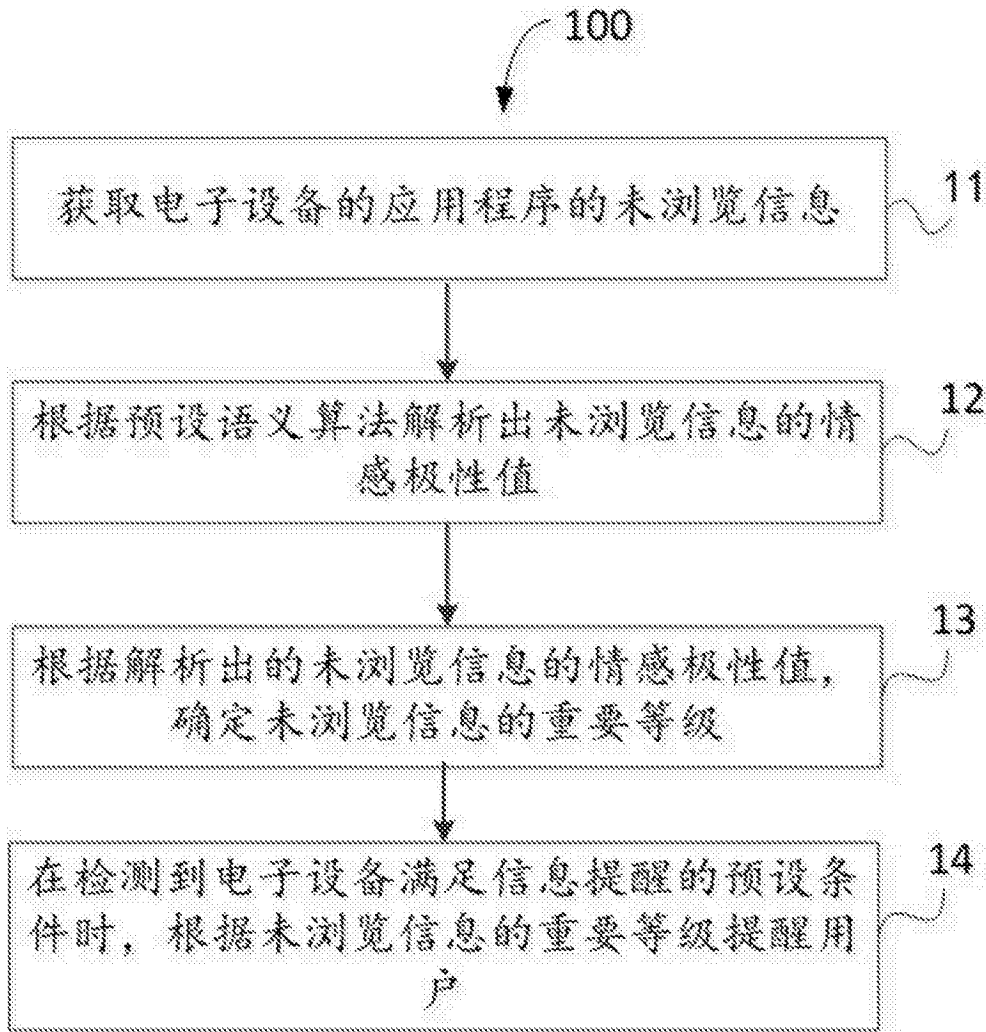 100
获取电子设备的应用程序的未浏览信息
11
根据预设语义算法解析出未浏览信息的情
感极性值
12
根据解析出的未浏览信息的情感极性值，
确定未浏览信息的重要等级
13
在检测到电子设备满足信息提醒的预设条
件时，根据未浏览信息的重要等级提醒用
户
14